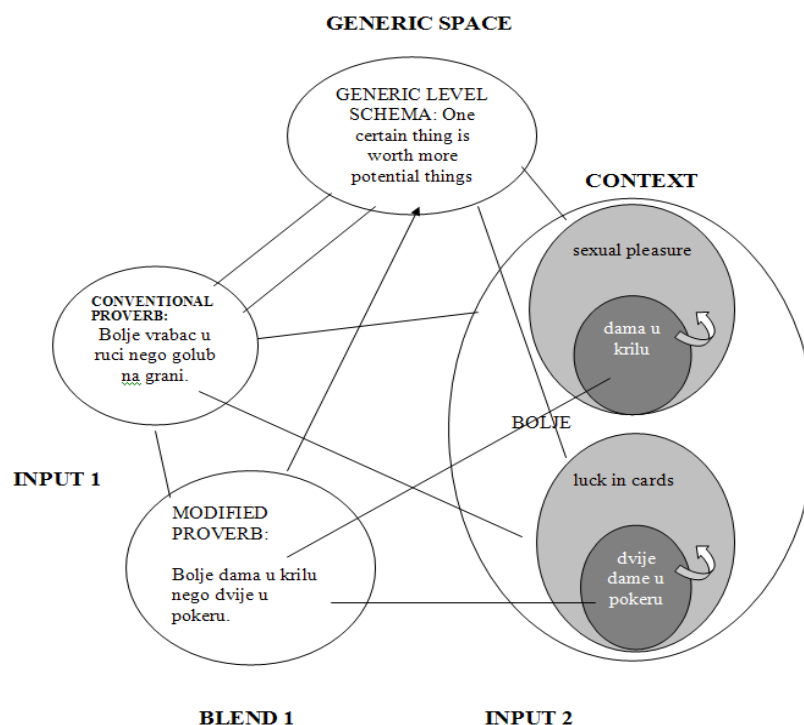 GENERIC SPACE
GENERIC LEVEL
SCHEMA: One
certain thing is
worth more
potential things
CONTEXT
sexual pleasure
dama u
krilu
CONVENTIONAL
PROVERB:
Bolje vrabac u
ruci nego golub
na grani.
BOLJE
INPUT 1
luck in cards
dvije
dame u
pokeru
MODIFIED
PROVERB:
Bolje dama u krilu
nego dvije u
pokeru.
BLEND 1
INPUT 2